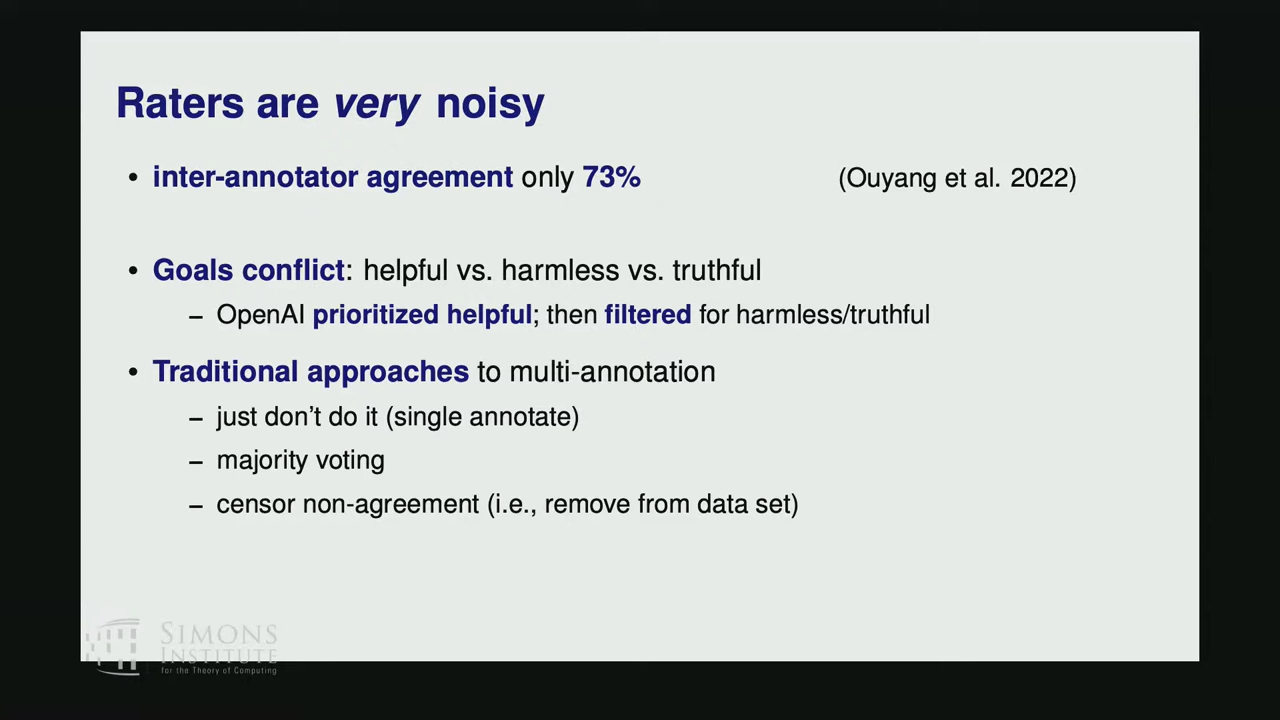 Raters are very noisy
• inter-annotator agreement only 73% (Ouyang et al. 2022)
• Goals conflict: helpful vs. harmless vs. truthful
– OpenAI prioritized helpful; then filtered for harmless/truthful
• Traditional approaches to multi-annotation
– just don't do it (single annotate)
– majority voting
– censor non-agreement (i.e., remove from data set)
SIMONS
INSTITUTE
for the Theory of Computing